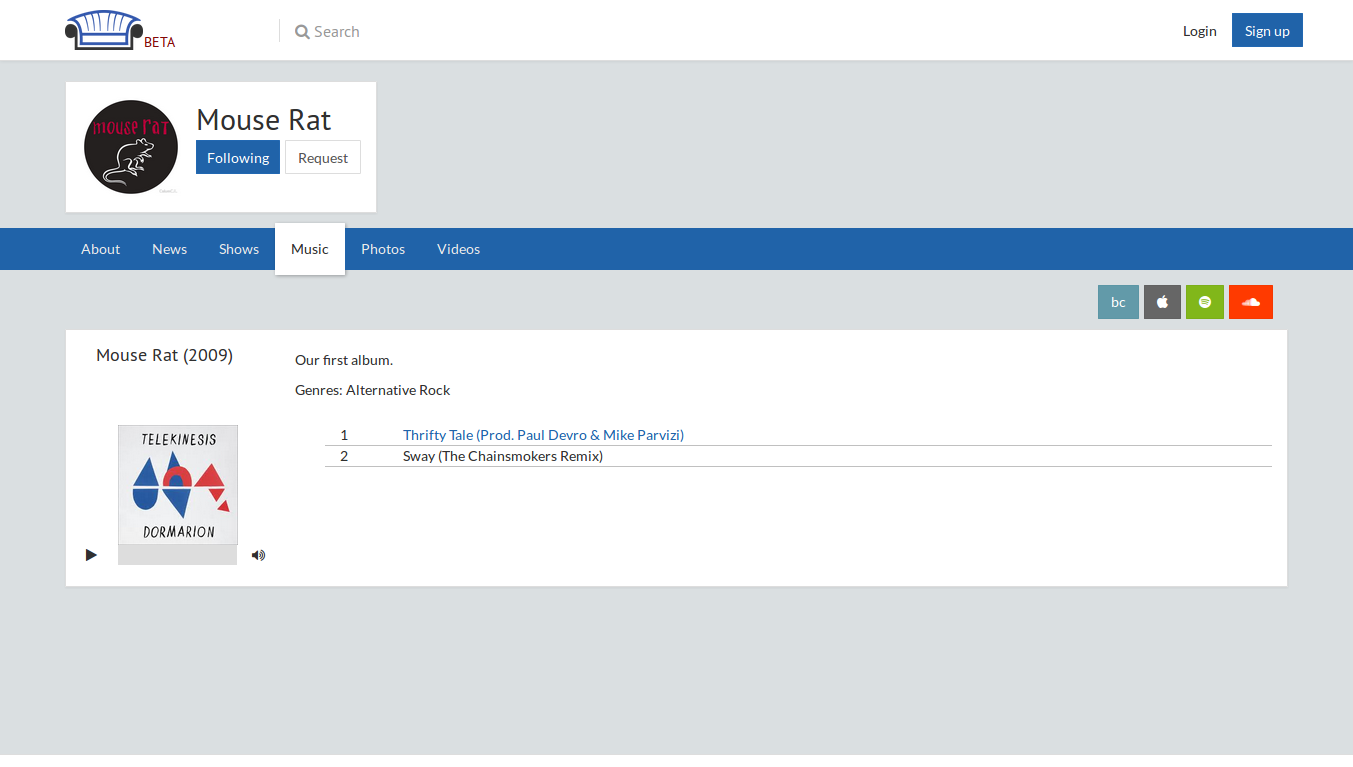 BETA
Search
Login
Sign up
mouse rat
Mouse Rat
Following
Request
About
News
Shows
Music
Photos
Videos
bc
Mouse Rat (2009)
Our first album.
Genres: Alternative Rock
TELEKINESIS
DORMARION
1 Thrifty Tale (Prod. Paul Devro & Mike Parvizi)
2 Sway (The Chainsmokers Remix)